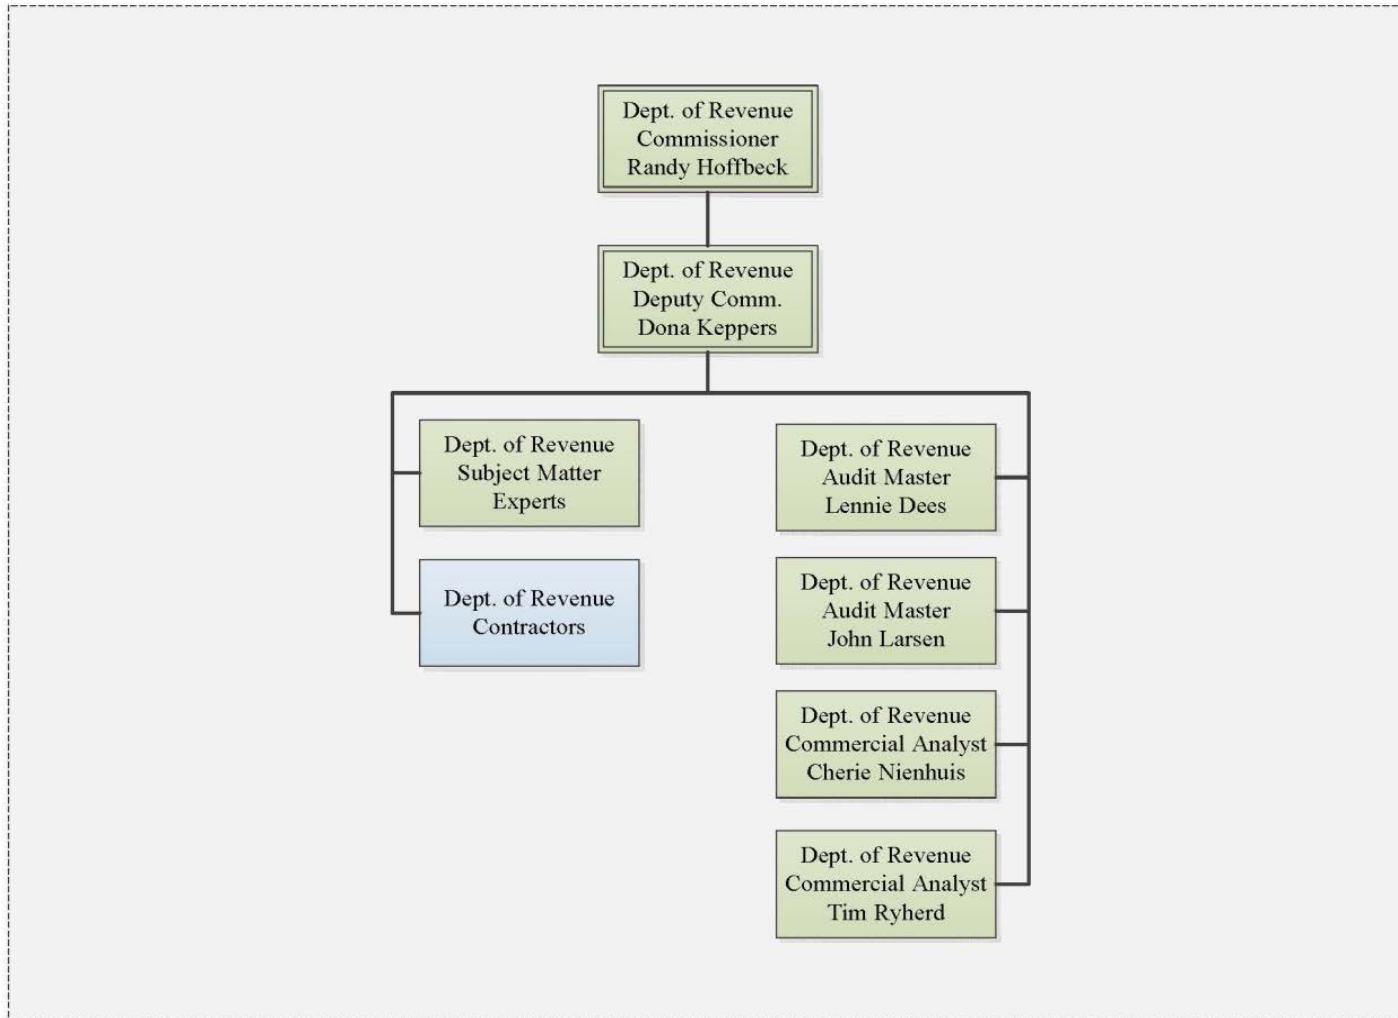 Dept. of Revenue
Commissioner
Randy Hoffbeck
Dept. of Revenue
Deputy Comm.
Dona Keppers
Dept. of Revenue
Subject Matter
Experts
Dept. of Revenue
Contractors
Dept. of Revenue
Audit Master
Lennie Dees
Dept. of Revenue
Audit Master
John Larsen
Dept. of Revenue
Commercial Analyst
Cherie Nienhuis
Dept. of Revenue
Commercial Analyst
Tim Ryherd